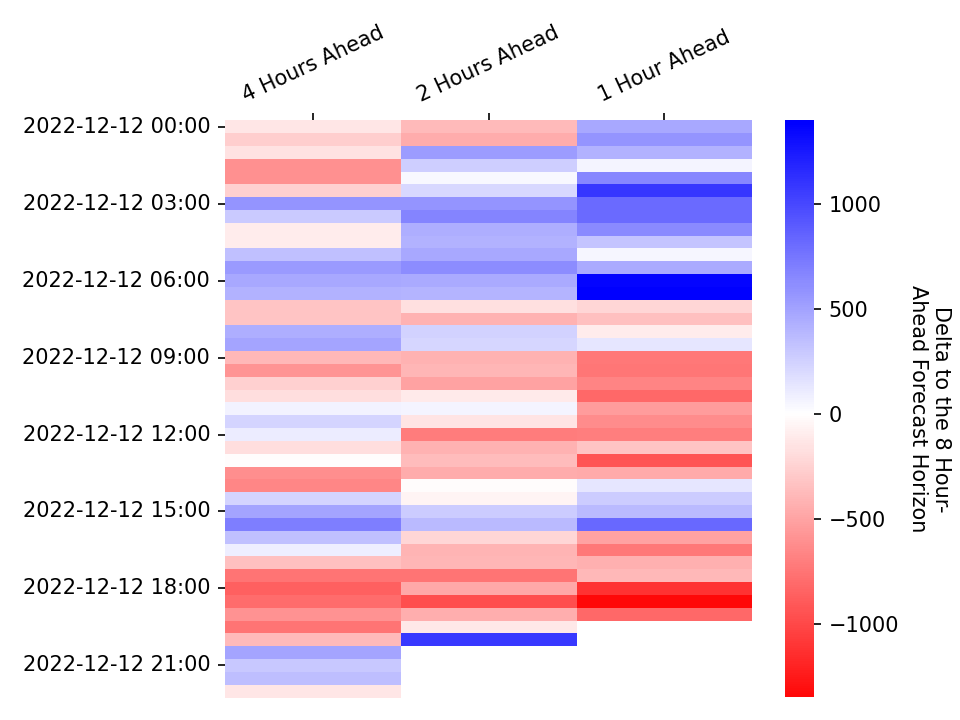 4 Hours Ahead
2 Hours Ahead
1 Hour Ahead
2022-12-12 00:00
2022-12-12 03:00
2022-12-12 06:00
2022-12-12 09:00
2022-12-12 12:00
2022-12-12 15:00
2022-12-12 18:00
2022-12-12 21:00
1000
500
0
−500
−1000
Delta to the 8 Hour-
Ahead Forecast Horizon